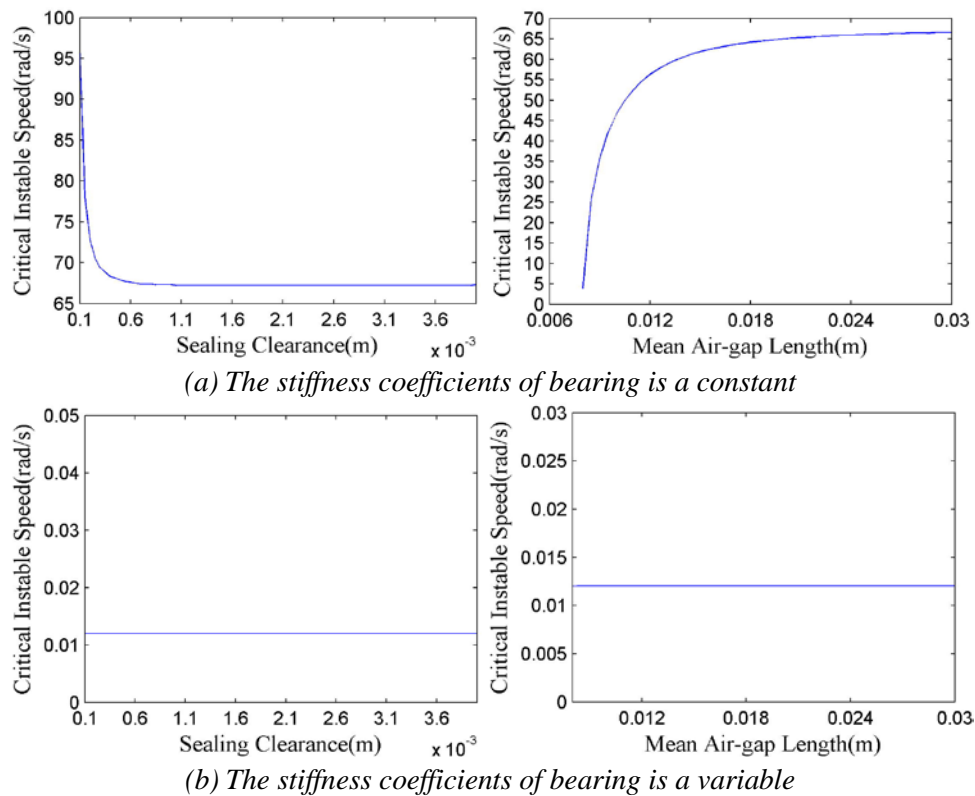 100
95
90
85
80
75
70
65
Critical Instable Speed(rad/s)
0.1 0.6 1.1 1.6 2.1 2.6 3.1 3.6
Sealing Clearance(m)
x 10⁻³
70
65
60
55
50
45
40
35
30
25
20
15
10
5
0
Critical Instable Speed(rad/s)
0.006 0.012 0.018 0.024 0.03
Mean Air-gap Length(m)
(a) The stiffness coefficients of bearing is a constant
0.05
0.04
0.03
0.02
0.01
0
Critical Instable Speed(rad/s)
0.1 0.6 1.1 1.6 2.1 2.6 3.1 3.6
Sealing Clearance(m)
x 10⁻³
0.03
0.025
0.02
0.015
0.01
0.005
0
Critical Instable Speed(rad/s)
0.012 0.018 0.024 0.03
Mean Air-gap Length(m)
(b) The stiffness coefficients of bearing is a variable